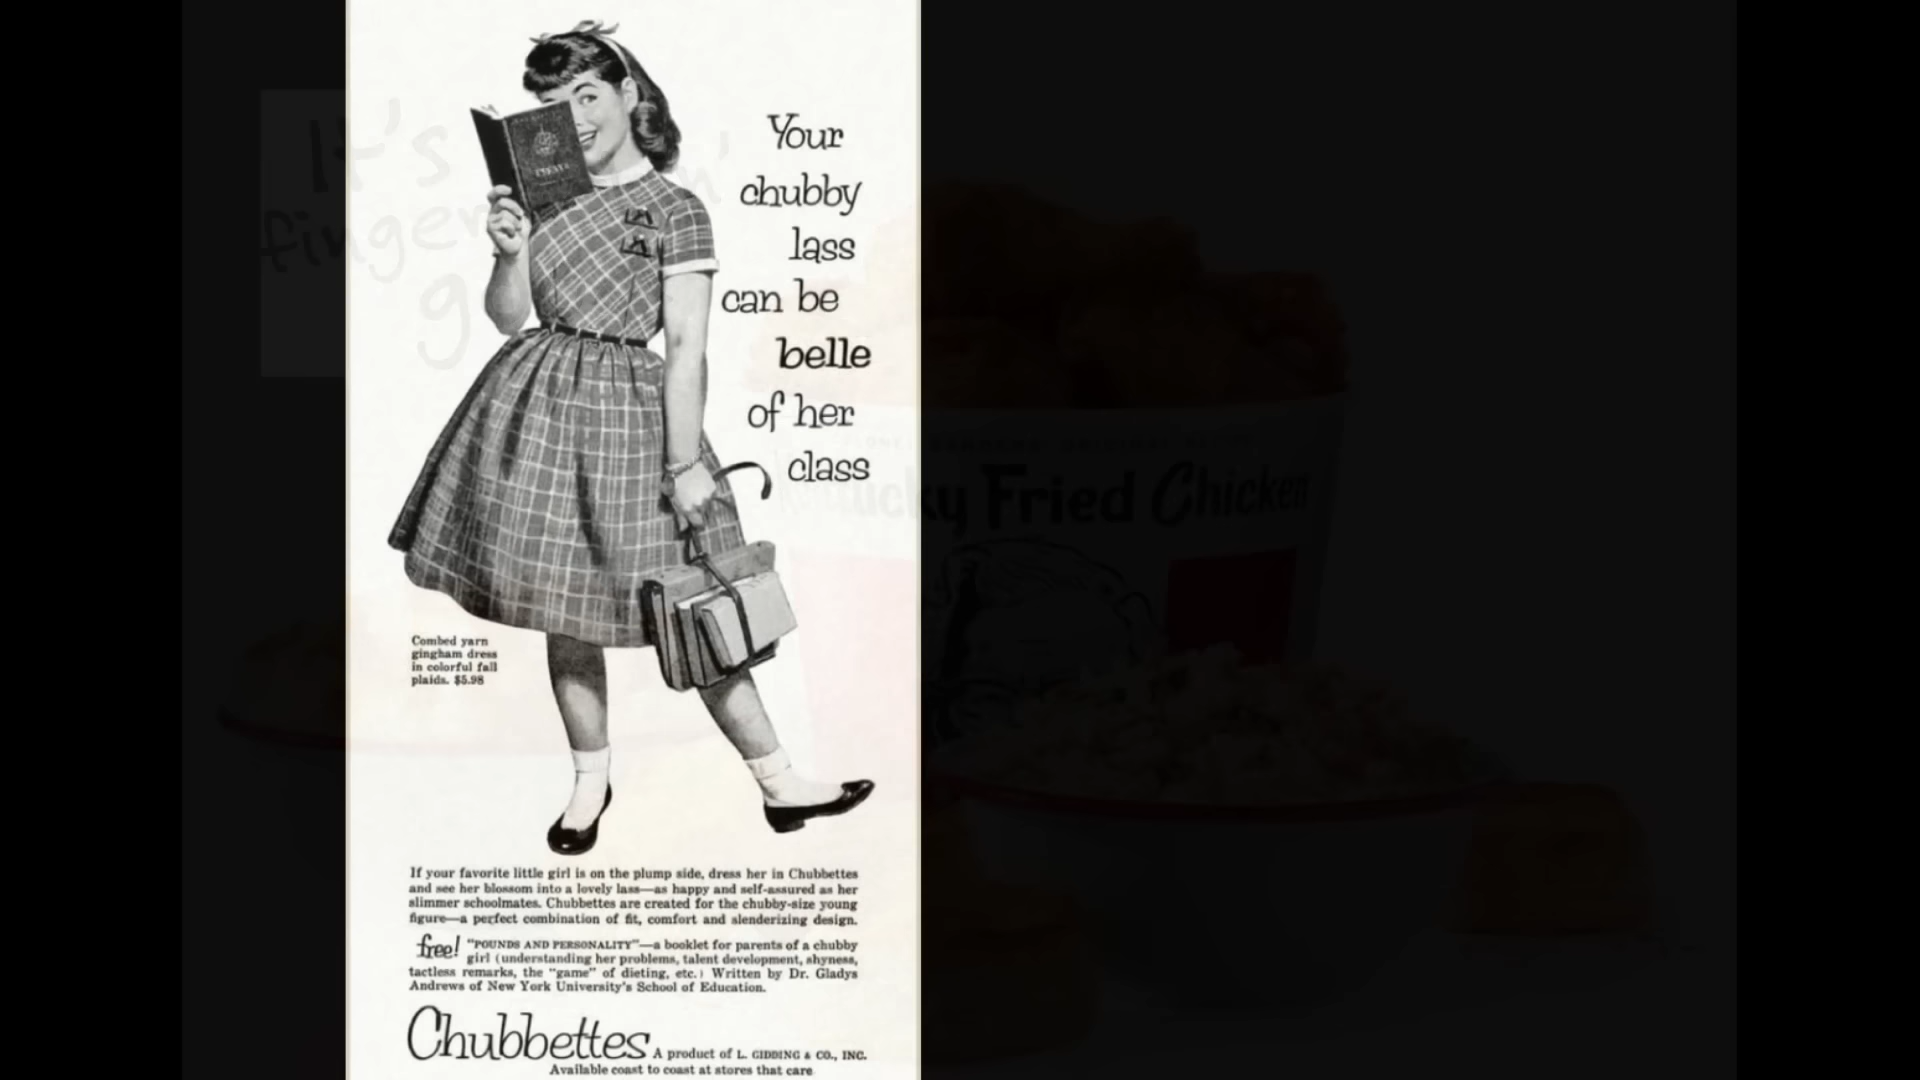 Your
chubby
lass
can be
belle
of her
class
Combed yarn
gingham dress
in colorful fall
plaids. $5.98
If your favorite little girl is on the plump side, dress her in Chubbettes
and see her blossom into a lovely lass—as happy and self-assured as her
slimmer schoolmates. Chubbettes are created for the chubby-size young
figure—a perfect combination of fit, comfort and slenderizing design.
free! "POUNDS AND PERSONALITY"—a booklet for parents of a chubby
girl (understanding her problems, talent development, shyness,
tactless remarks, the "game" of dieting, etc.) Written by Dr. Gladys
Andrews of New York University's School of Education.
Chubbettes A product of L. GIDDING & CO., INC.
Available coast to coast at stores that care
It's
finger
Fried Chicken